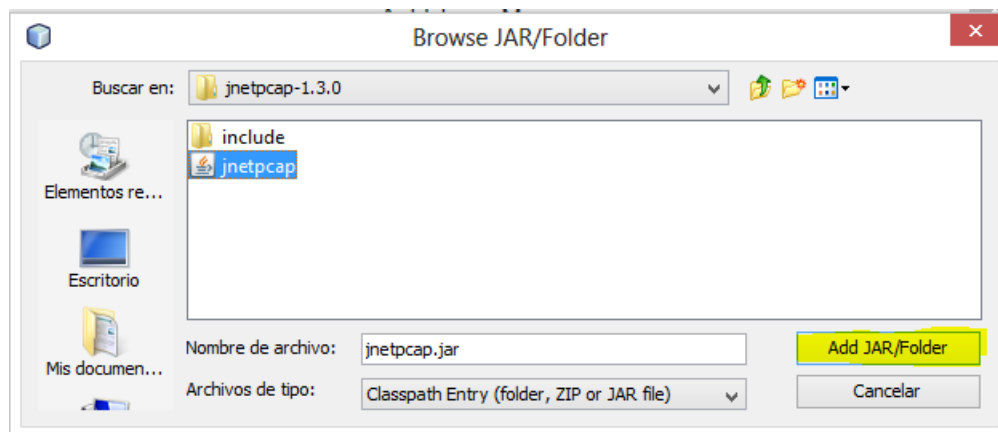 Browse JAR/Folder
Buscar en:
jnetpcap-1.3.0
include
jnetpcap
Elementos re...
Escritorio
Mis documen...
Nombre de archivo:
jnetpcap.jar
Add JAR/Folder
Archivos de tipo:
Classpath Entry (folder, ZIP or JAR file)
Cancelar